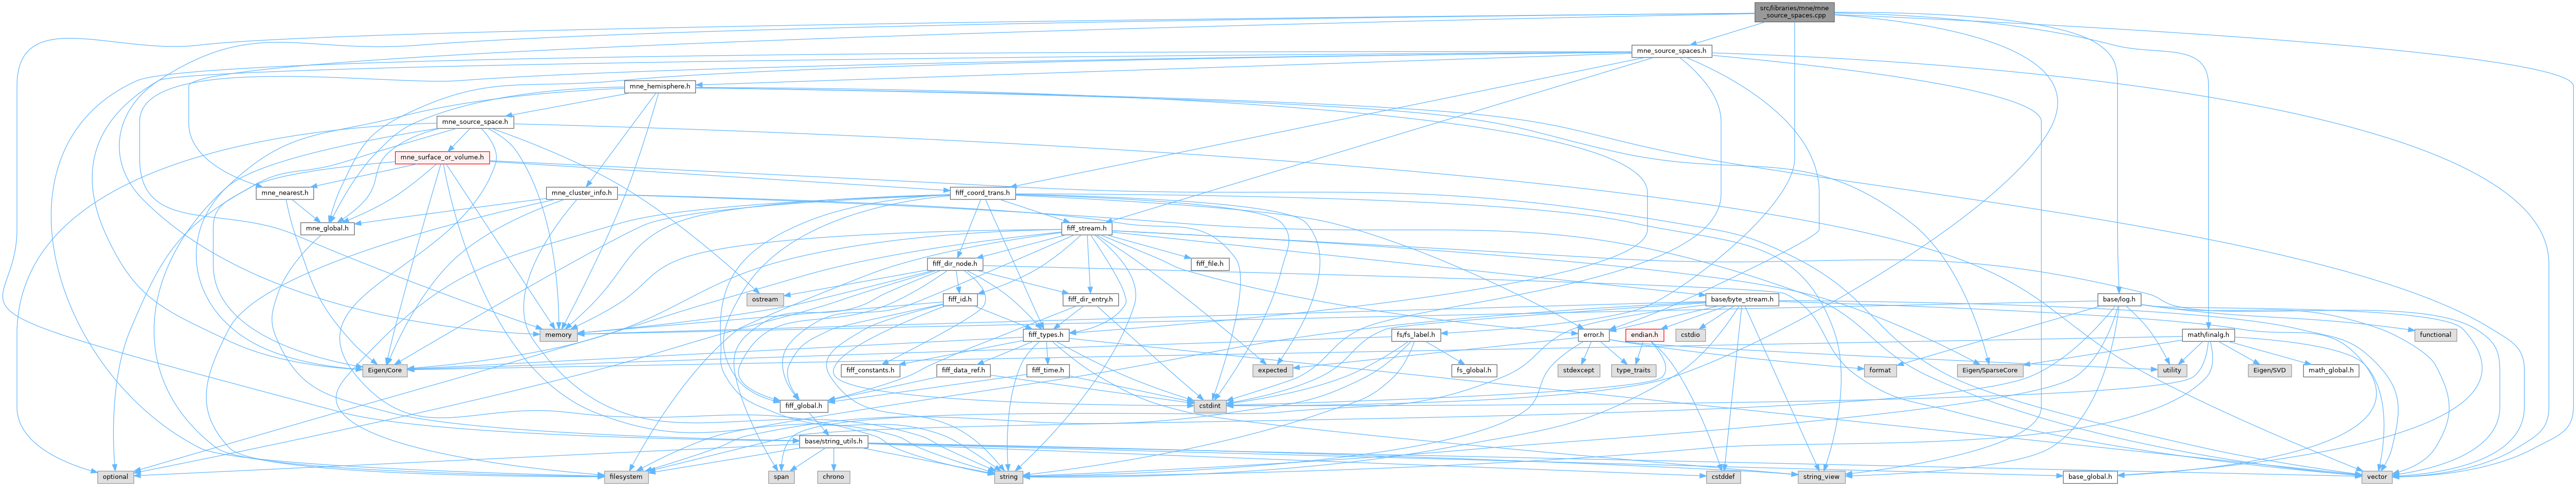 src/libraries/mne/mne
_source_spaces.cpp
mne_source_spaces.h
mne_hemisphere.h
mne_source_space.h
mne_surface_or_volume.h
mne_nearest.h
mne_cluster_info.h
fiff_coord_trans.h
mne_global.h
fiff_stream.h
fiff_dir_node.h
fiff_file.h
ostream
fiff_id.h
fiff_dir_entry.h
base/byte_stream.h
base/log.h
memory
fiff_types.h
fs/fs_label.h
error.h
endian.h
cstdio
math/linalg.h
functional
Eigen/Core
fiff_constants.h
fiff_data_ref.h
fiff_time.h
expected
fs_global.h
stdexcept
type_traits
format
Eigen/SparseCore
utility
Eigen/SVD
math_global.h
fiff_global.h
cstdint
base/string_utils.h
optional
filesystem
span
chrono
string
cstddef
string_view
base_global.h
vector